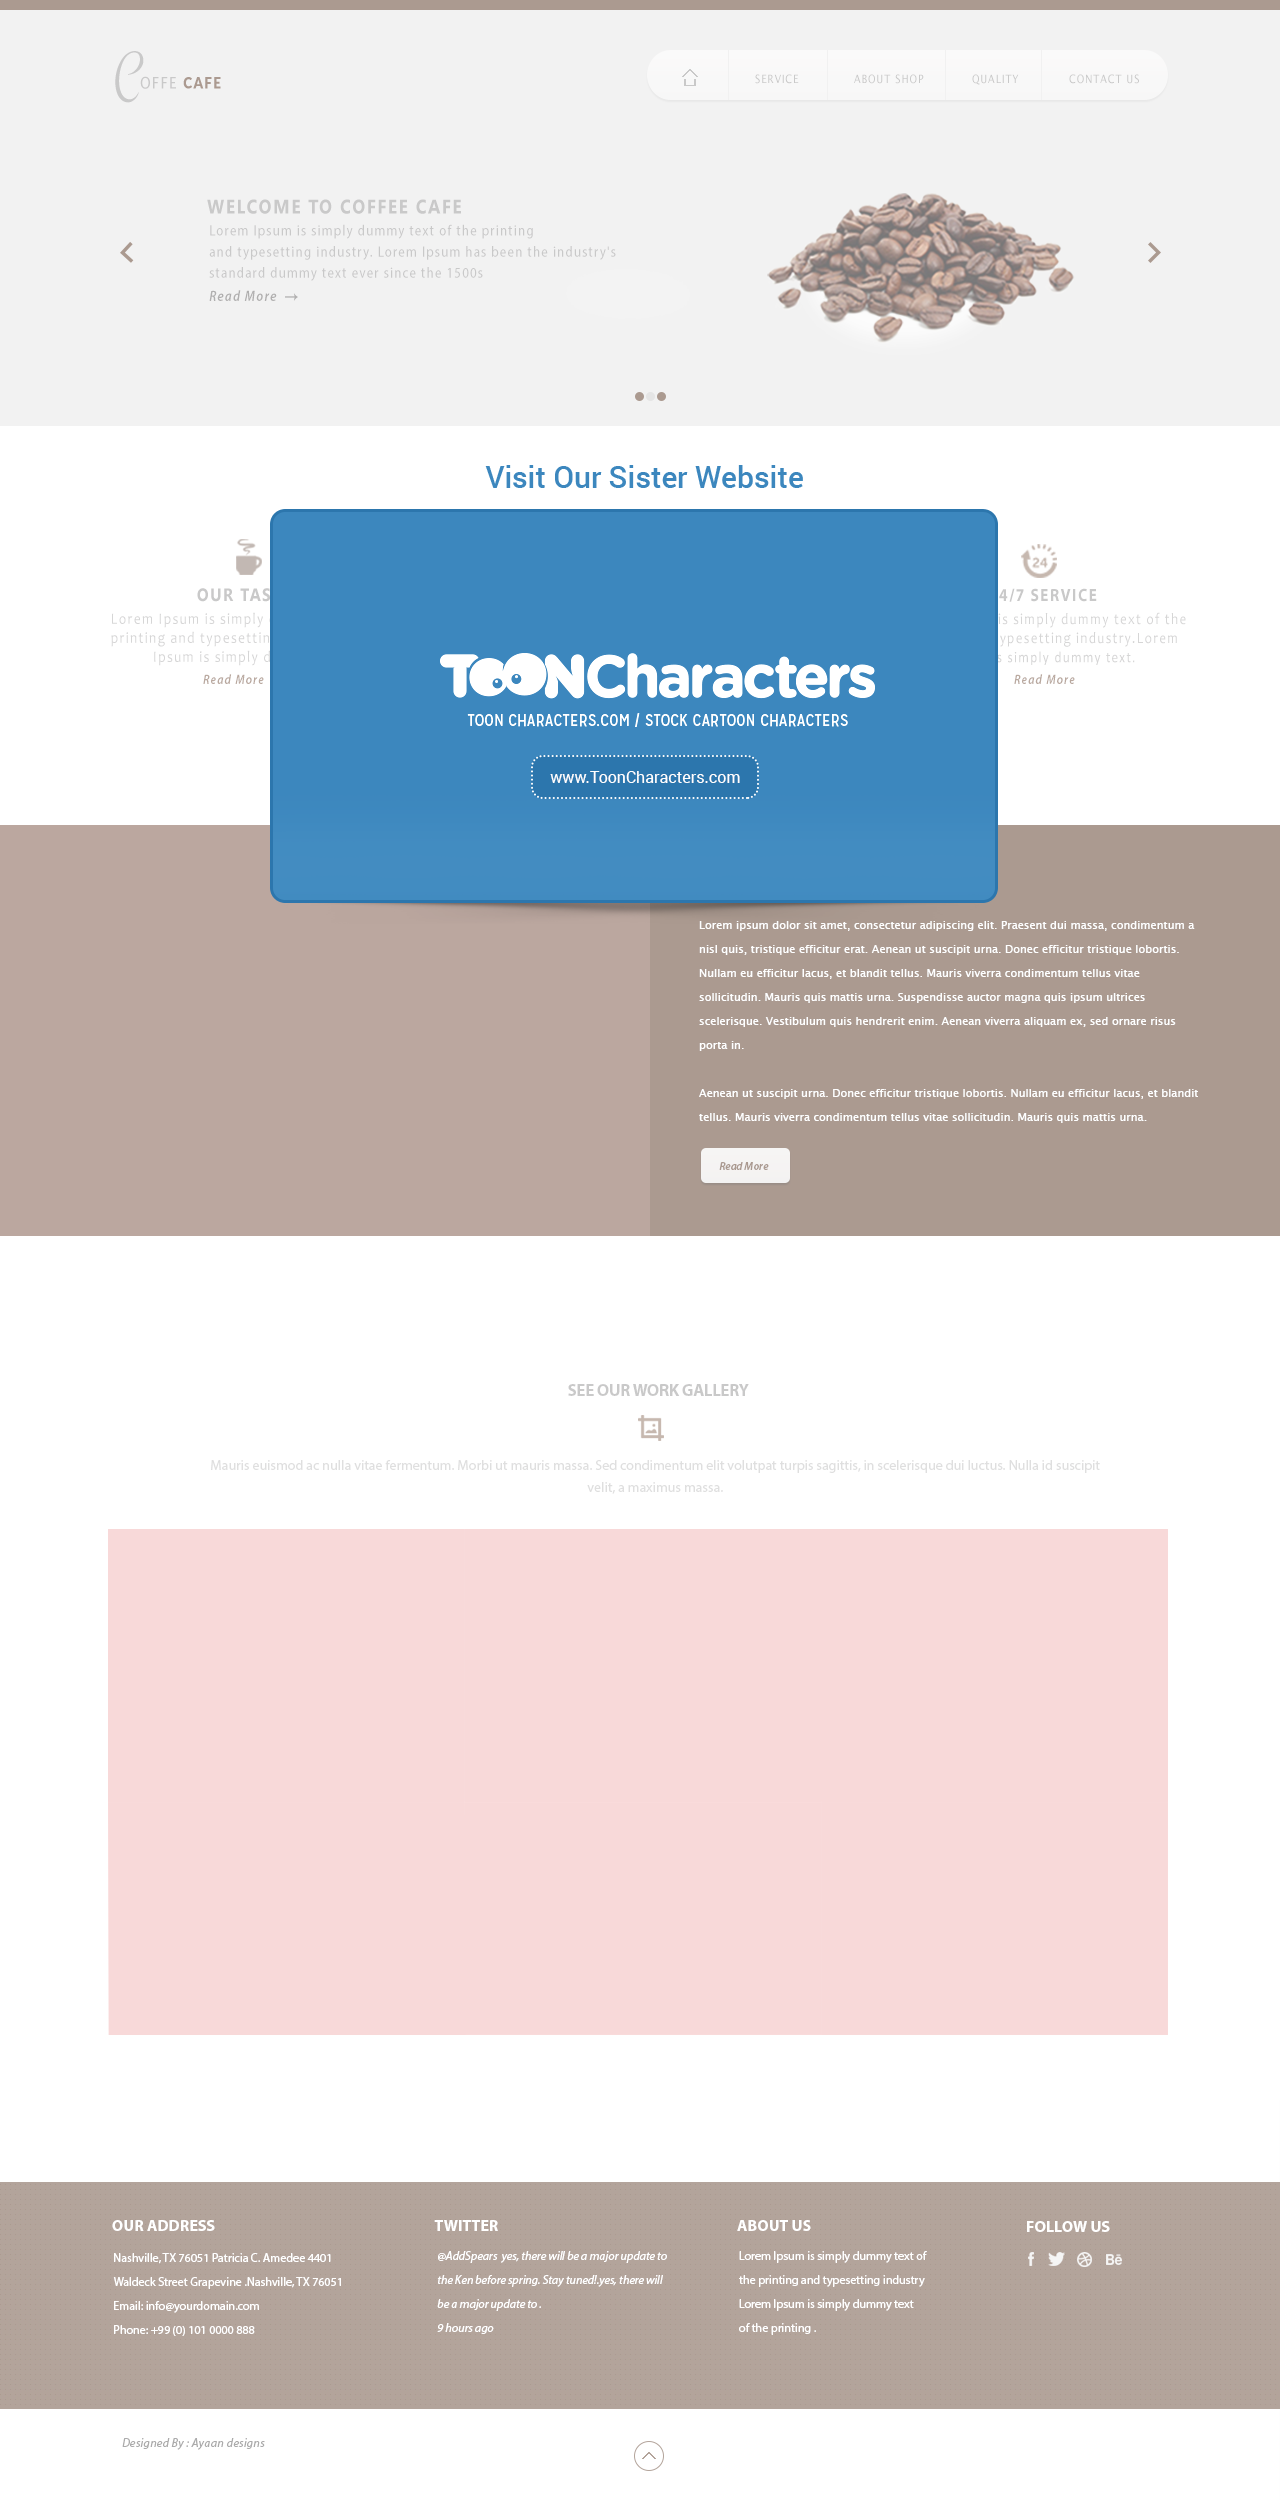 COFFE CAFE
SERVICE
ABOUT SHOP
QUALITY
CONTACT US
WELCOME TO COFFEE CAFE
Lorem Ipsum is simply dummy text of the printing
and typesetting industry. Lorem Ipsum has been the industry's
standard dummy text ever since the 1500s
Read More
Visit Our Sister Website
OUR TAS
Lorem Ipsum is simply
printing and typesettin
Ipsum is simply
Read More
TOONCharacters
TOON CHARACTERS.COM / STOCK CARTOON CHARACTERS
www.ToonCharacters.com
24
4/7 SERVICE
is simply dummy text of the
ypesetting industry.Lorem
s simply dummy text.
Read More
Lorem ipsum dolor sit amet, consectetur adipiscing elit. Praesent dui massa, condimentum a
nisl quis, tristique efficitur erat. Aenean ut suscipit urna. Donec efficitur tristique lobortis.
Nullam eu efficitur lacus, et blandit tellus. Mauris viverra condimentum tellus vitae
sollicitudin. Mauris quis mattis urna. Suspendisse auctor magna quis ipsum ultrices
scelerisque. Vestibulum quis hendrerit enim. Aenean viverra aliquam ex, sed ornare risus
porta in.
Aenean ut suscipit urna. Donec efficitur tristique lobortis. Nullam eu efficitur lacus, et blandit
tellus. Mauris viverra condimentum tellus vitae sollicitudin. Mauris quis mattis urna.
Read More
SEE OUR WORK GALLERY
Mauris euismod ac nulla vitae fermentum. Morbi ut mauris massa. Sed condimentum elit volutpat turpis sagittis, in scelerisque dui luctus. Nulla id suscipit
velit, a maximus massa.
OUR ADDRESS
Nashville, TX 76051 Patricia C. Amedee 4401
Waldeck Street Grapevine .Nashville, TX 76051
Email: info@yourdomain.com
Phone: +99 (0) 101 0000 888
TWITTER
@AddSpears yes, there will be a major update to
the Ken before spring. Stay tuned!.yes, there will
be a major update to .
9 hours ago
ABOUT US
Lorem Ipsum is simply dummy text of
the printing and typesetting industry
Lorem Ipsum is simply dummy text
of the printing .
FOLLOW US
Designed By : Ayaan designs